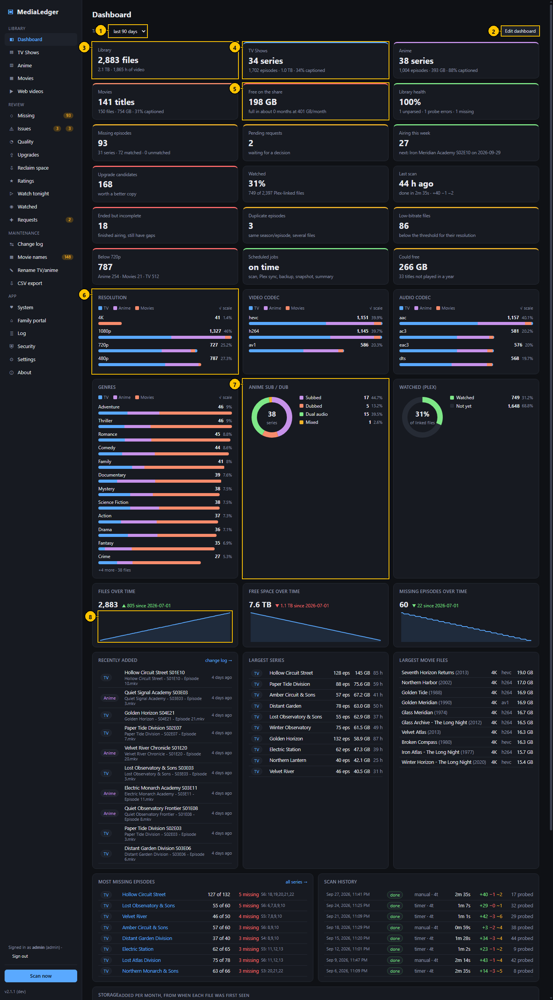 MediaLedger
LIBRARY
Dashboard
TV Shows
Anime
Movies
Web videos
REVIEW
Missing 93
Issues 3 3
Quality
Upgrades
Reclaim space
Ratings
Watch tonight
Watched
Requests 2
MAINTENANCE
Change log
Movie names 148
Rename TV/anime
CSV export
APP
System
Family portal
Log
Security
Settings
About
Signed in as admin (admin) ·
Sign out
Scan now
v2.1.1 (dev)
Dashboard
1 last 90 days
2 Edit dashboard
3 Library
2,883 files
2.1 TB · 1,865 h of video
4 TV Shows
34 series
1,702 episodes · 1.0 TB · 34% captioned
Anime
38 series
1,004 episodes · 393 GB · 88% captioned
Movies
141 titles
150 files · 754 GB · 31% captioned
5 Free on the share
198 GB
full in about 0 months at 401 GB/month
Library health
100%
1 unparsed · 1 probe errors · 1 missing
Missing episodes
93
31 series · 72 matched · 0 unmatched
Pending requests
2
waiting for a decision
Airing this week
27
next: Iron Meridian Academy S02E10 on 2026-09-29
Upgrade candidates
168
worth a better copy
Watched
31%
749 of 2,397 Plex-linked files
Last scan
44 h ago
done in 2m 35s · +40 −1 ~2
Ended but incomplete
18
finished airing, still have gaps
Duplicate episodes
3
same season/episode, several files
Low-bitrate files
86
below the threshold for their resolution
Below 720p
787
Anime 254 · Movies 21 · TV 512
Scheduled jobs
on time
scan, Plex sync, backup, snapshot, summary
Could free
266 GB
33 titles not played in a year
6 RESOLUTION
TV Anime Movies √ scale
4K 41 1.4%
1080p 1,327 46%
720p 727 25.2%
480p 787 27.3%
VIDEO CODEC
TV Anime Movies √ scale
hevc 1,151 39.9%
h264 1,145 39.7%
av1 586 20.3%
AUDIO CODEC
TV Anime Movies √ scale
aac 1,157 40.1%
ac3 581 20.2%
eac3 576 20%
dts 568 19.7%
GENRES
TV Anime Movies √ scale
Adventure 46 9%
Thriller 46 9%
Romance 45 8.8%
Comedy 44 8.6%
Family 41 8%
Documentary 39 7.6%
Mystery 38 7.5%
Science Fiction 38 7.5%
Action 37 7.3%
Drama 36 7.1%
Fantasy 35 6.9%
Crime 27 5.3%
+4 more · 38 files
7 ANIME SUB / DUB
38
series
Subbed 17 44.7%
Dubbed 5 13.2%
Dual audio 15 39.5%
Mixed 1 2.6%
WATCHED (PLEX)
31%
of linked files
Watched 749 31.2%
Not yet 1,648 68.8%
FILES OVER TIME
2,883 ▲ 805 since 2026-07-01
8
FREE SPACE OVER TIME
7.6 TB ▼ 1.1 TB since 2026-07-01
MISSING EPISODES OVER TIME
60 ▼ 22 since 2026-07-01
RECENTLY ADDED change log →
TV Hollow Circuit Street S01E10 4 days ago
Hollow Circuit Street - S01E10 - Episode
10.mkv
Anime Quiet Signal Academy S03E03 4 days ago
Quiet Signal Academy - S03E03 - Episode
3.mkv
TV Golden Horizon S04E21 4 days ago
Golden Horizon - S04E21 - Episode 21.mkv
TV Paper Tide Division S02E07 4 days ago
Paper Tide Division - S02E07 - Episode
7.mkv
Anime Velvet River Chronicle S01E20 4 days ago
Velvet River Chronicle - S01E20 - Episode
20.mkv
TV Lost Observatory & Sons S03E03 4 days ago
Lost Observatory & Sons - S03E03 - Episode
3.mkv
Anime Electric Monarch Academy S03E11 4 days ago
Electric Monarch Academy - S03E11 -
Episode 11.mkv
Anime Quiet Observatory Frontier S01E08 4 days ago
Quiet Observatory Frontier - S01E08 -
Episode 8.mkv
TV Paper Tide Division S02E03 4 days ago
Paper Tide Division - S02E03 - Episode
3.mkv
TV Distant Garden Division S03E06 4 days ago
Distant Garden Division - S03E06 - Episode
6.mkv
LARGEST SERIES
TV Hollow Circuit Street 128 eps 145 GB 85 h
TV Paper Tide Division 88 eps 75.6 GB 59 h
TV Amber Circuit & Sons 57 eps 67.2 GB 41 h
TV Distant Garden 78 eps 63.0 GB 50 h
TV Lost Observatory & Sons 55 eps 62.9 GB 37 h
TV Winter Observatory 75 eps 61.5 GB 49 h
TV Golden Horizon 132 eps 58.9 GB 87 h
TV Electric Station 62 eps 47.3 GB 39 h
TV Northern Lantern 40 eps 42.1 GB 25 h
TV Velvet River 46 eps 40.5 GB 31 h
LARGEST MOVIE FILES
Seventh Horizon Returns (2013) 4K hevc 19.0 GB
Northern Harbor (2002) 4K h264 17.0 GB
Golden Tide (1988) 4K h264 16.9 GB
Golden Meridian (1990) 4K av1 16.9 GB
Glass Meridian (1974) 4K h264 16.7 GB
Glass Archive - The Long Night (2012) 4K h264 16.5 GB
Velvet Atlas (2013) 4K h264 16.3 GB
Broken Compass (1980) 4K hevc 16.3 GB
Iron Atlas - The Long Night (1977) 4K h264 15.7 GB
Winter Horizon - The Long Night (2020) 4K hevc 15.4 GB
MOST MISSING EPISODES all series →
TV Hollow Circuit Street 127 of 132 5 missing S6: 18,19,20,21,22
TV Lost Observatory & Sons 55 of 60 5 missing S6: 6,7,8,9,10
TV Velvet River 46 of 50 4 missing S5: 7,8,9,10
TV Amber Circuit & Sons 57 of 60 3 missing S6: 8,9,10
TV Distant Garden Division 37 of 40 3 missing S4: 8,9,10
TV Electric Station 62 of 65 3 missing S5: 11,12,13
TV Lost Atlas Division 75 of 78 3 missing S6: 11,12,13
TV Northern Monarch & Sons 63 of 66 3 missing S3: 20,21,22
SCAN HISTORY
Sep 27, 2026, 11:41 PM done manual · 4t 2m 35s +40 −1 ~2 17 probed
Sep 24, 2026, 11:25 PM done timer · 4t 1m 7s +29 −0 ~1 32 probed
Sep 21, 2026, 11:09 PM done timer · 4t 1m 1s +42 −3 ~6 29 probed
Sep 18, 2026, 11:29 PM done manual · 4t 0m 59s +3 −2 ~4 38 probed
Sep 15, 2026, 11:20 PM done timer · 4t 1m 28s +34 −3 ~4 44 probed
Sep 12, 2026, 11:01 PM done timer · 4t 1m 2s +23 −1 ~2 9 probed
Sep 9, 2026, 11:47 PM done manual · 4t 2m 14s +43 −1 ~4 42 probed
Sep 6, 2026, 11:09 PM done timer · 4t 2m 35s +14 −3 ~5 8 probed
STORAGE ADDED PER MONTH, FROM WHEN EACH FILE WAS FIRST SEEN